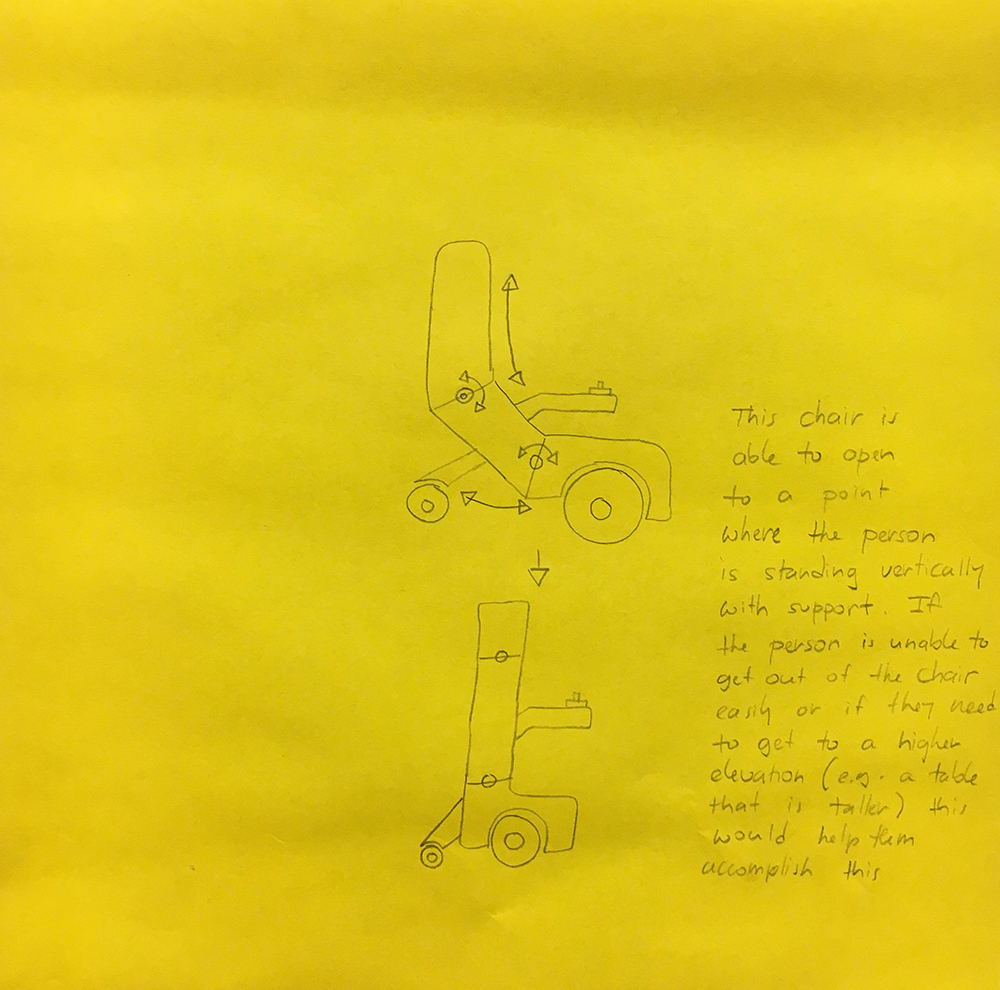 This chair is
able to open
to a point
where the person
is standing vertically
with support. If
the person is unable to
get out of the chair
easily or if they need
to get to a higher
elevation (e.g. a table
that is taller) this
would help them
accomplish this